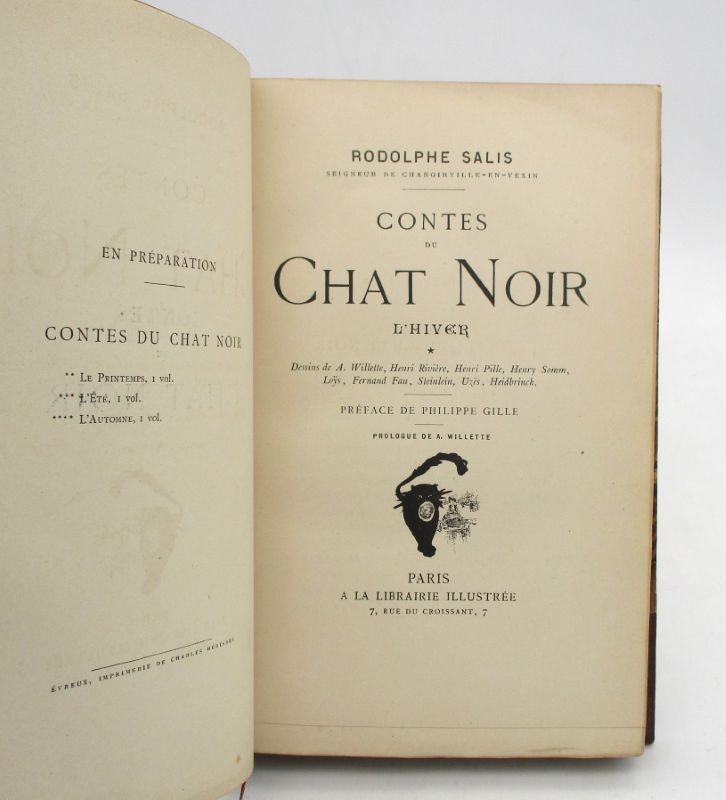 EN PRÉPARATION
CONTES DU CHAT NOIR
** LE PRINTEMPS, 1 vol.
*** L'ÉTÉ, 1 vol.
**** L'AUTOMNE, 1 vol.
ÉVREUX, IMPRIMERIE DE CHARLES HÉRISSEY
RODOLPHE SALIS
SEIGNEUR DE CHANOIRVILLE-EN-VEXIN
CONTES
DU
CHAT NOIR
L'HIVER
*
Dessins de A. Willette, Henri Rivière, Henri Pille, Henry Somm,
Loÿs, Fernand Fau, Steinlein, Uzès, Heidbrinck.
PRÉFACE DE PHILIPPE GILLE
PROLOGUE DE A. WILLETTE
PARIS
A LA LIBRAIRIE ILLUSTRÉE
7, RUE DU CROISSANT, 7